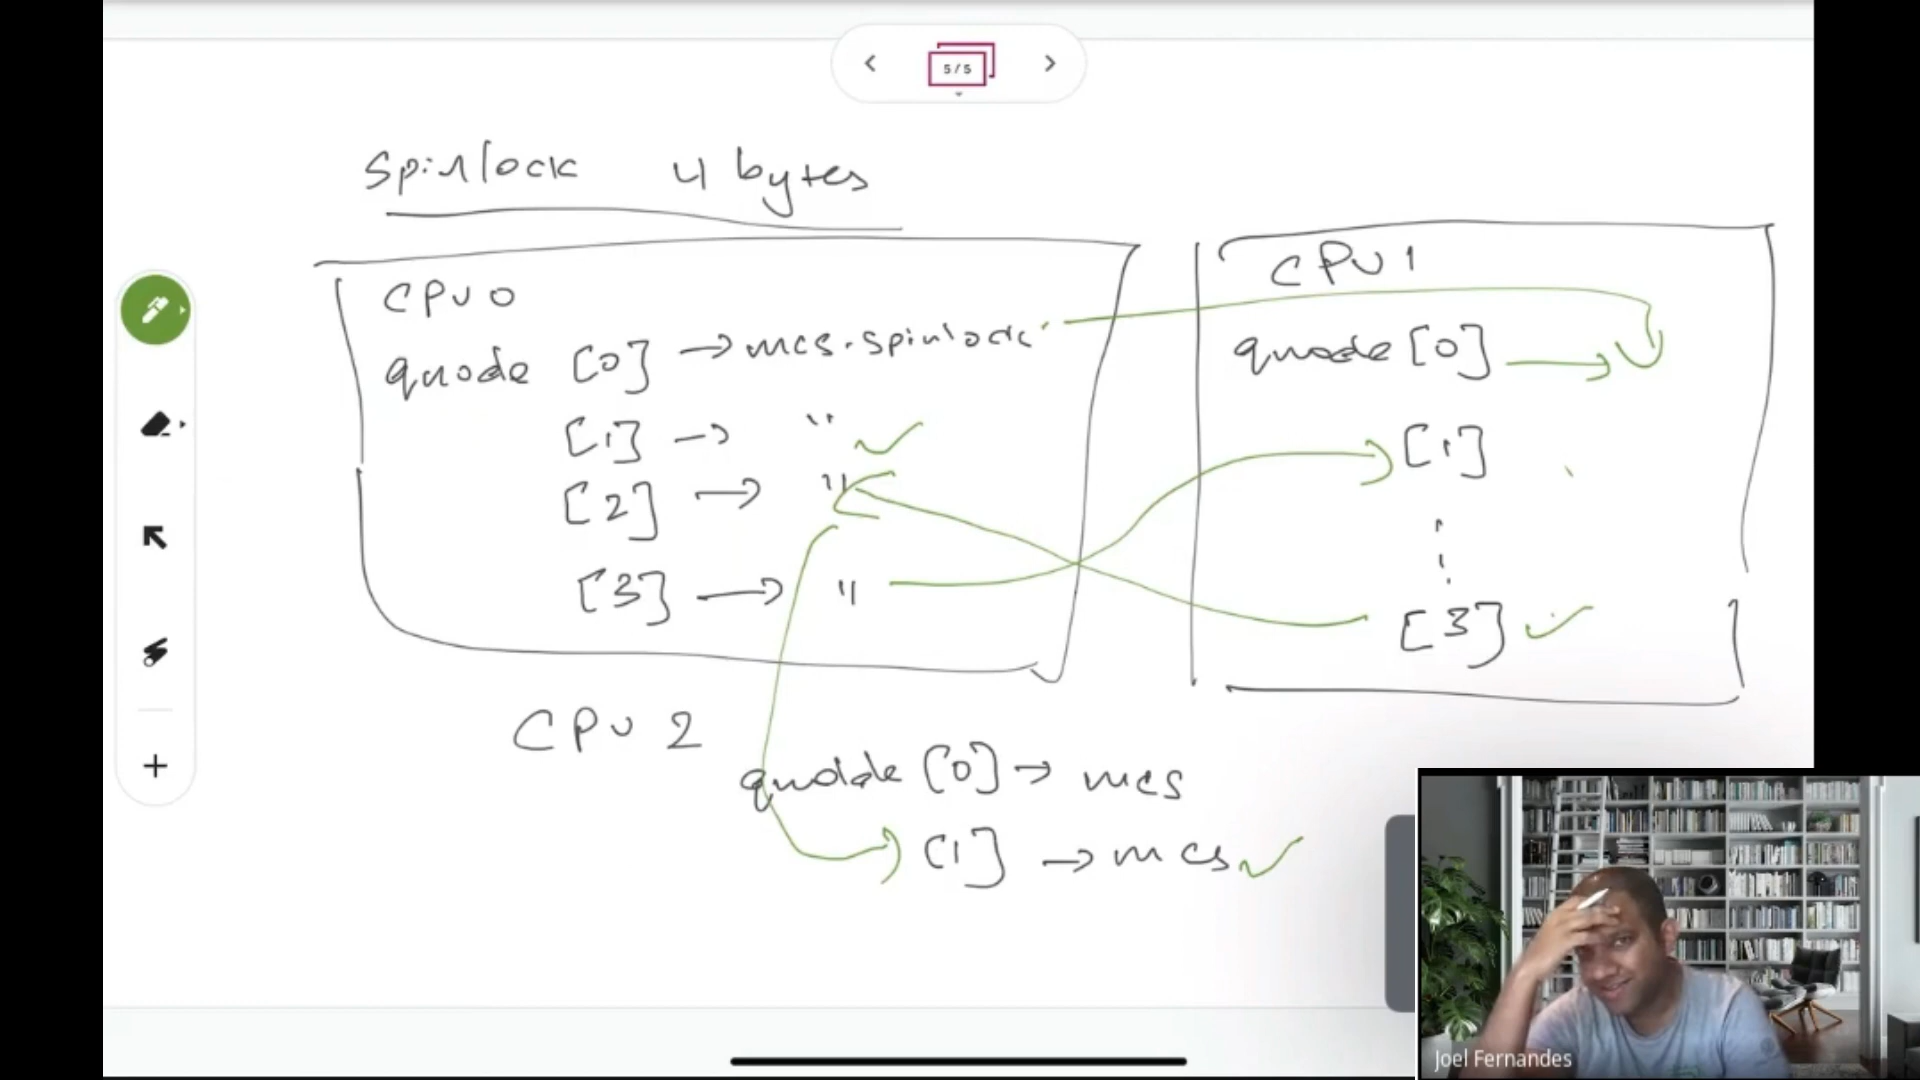 5/5
spinlock 4 bytes
CPU 0
qnode [0] → mcs.spinlock
[1] → "
[2] → "
[3] → "
CPU 1
qnode [0] →
[1]
[3]
CPU 2
qnode [0] → mcs
[1] → mcs
Joel Fernandes